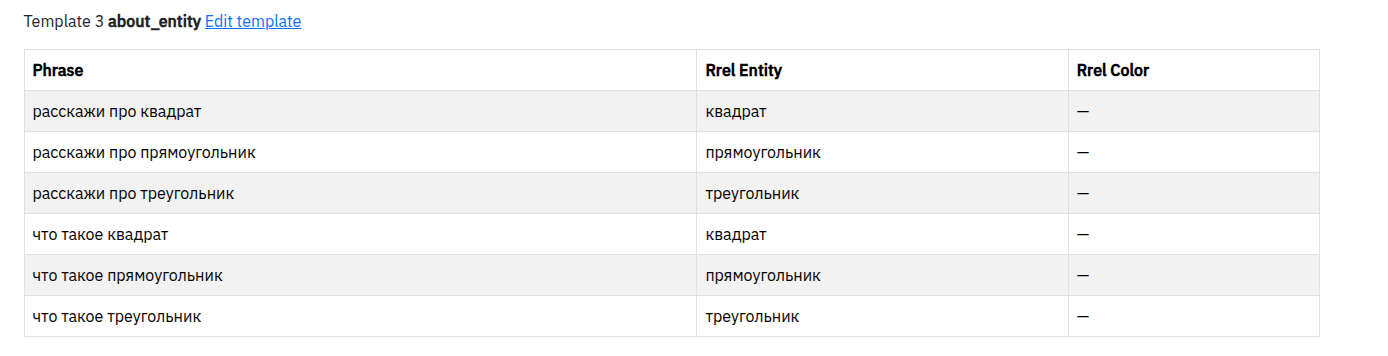 Template 3 about_entity Edit template
Phrase Rrel Entity Rrel Color
расскажи про квадрат квадрат —
расскажи про прямоугольник прямоугольник —
расскажи про треугольник треугольник —
что такое квадрат квадрат —
что такое прямоугольник прямоугольник —
что такое треугольник треугольник —